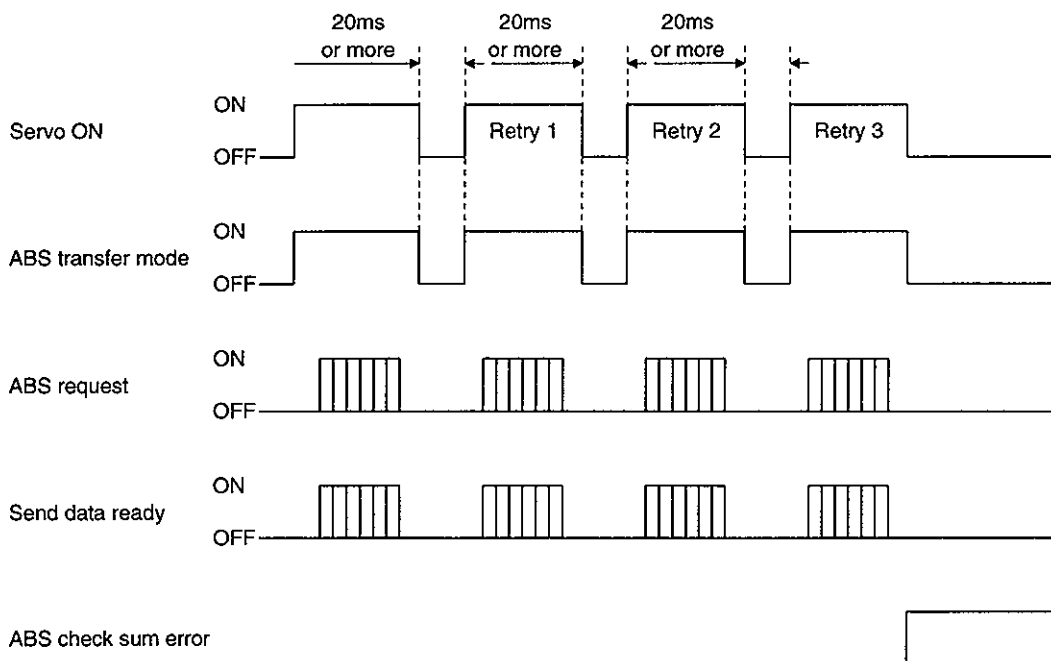 20ms
or more
20ms
or more
20ms
or more
Servo ON
ON
OFF
Retry 1
Retry 2
Retry 3
ABS transfer mode
ON
OFF
ABS request
ON
OFF
Send data ready
ON
OFF
ABS check sum error